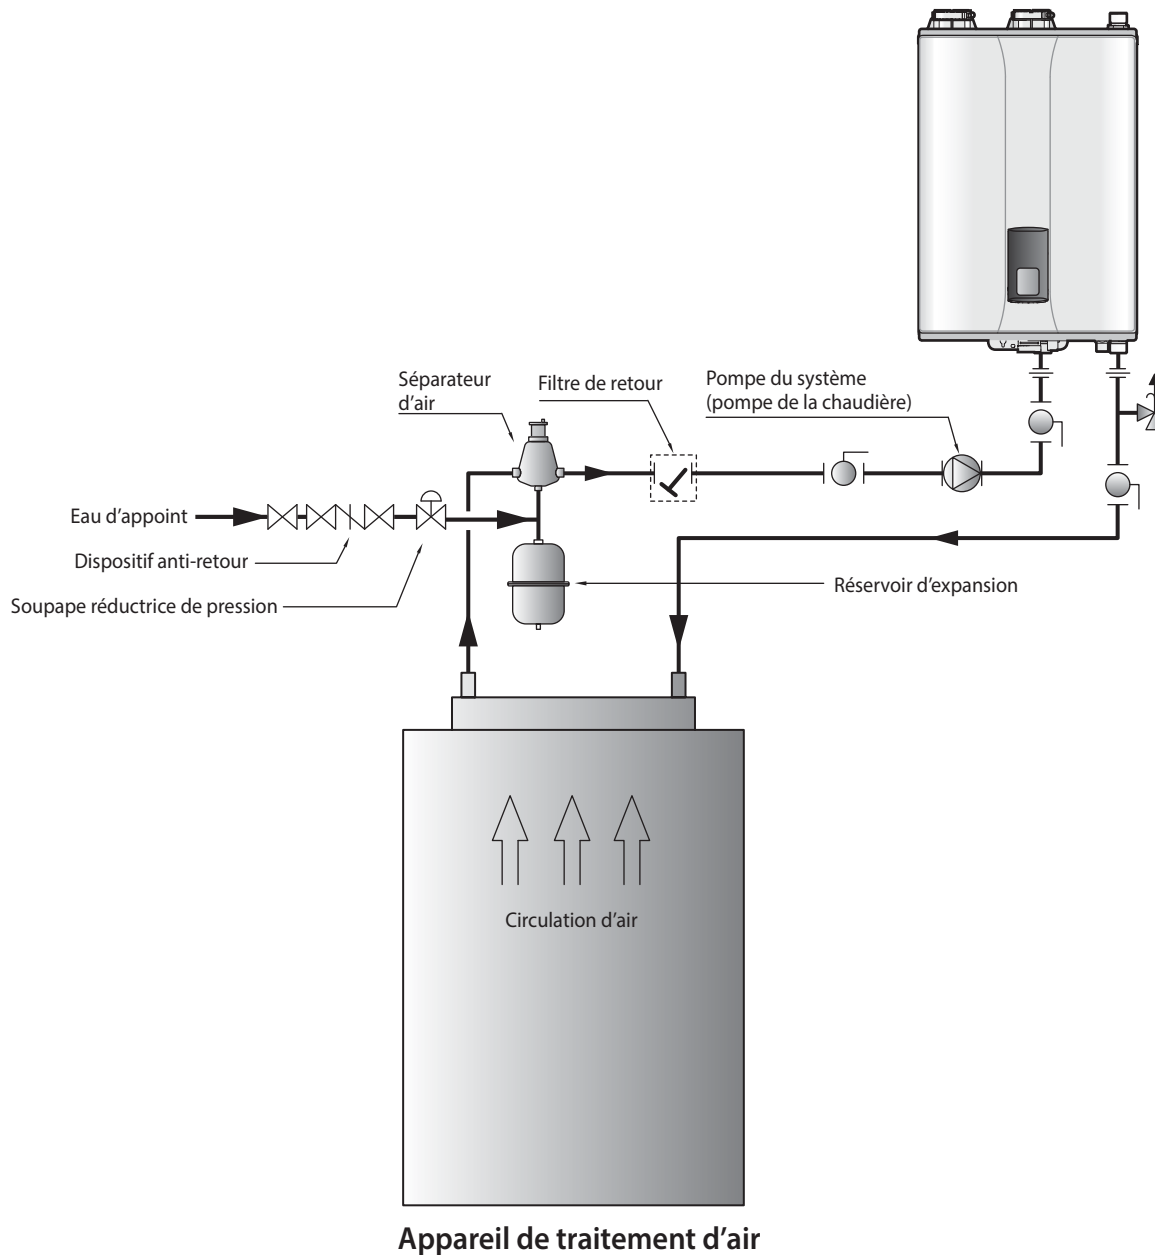 Séparateur
d’air
Filtre de retour
Pompe du système
(pompe de la chaudière)
Eau d’appoint
Dispositif anti-retour
Soupape réductrice de pression
Réservoir d’expansion
Circulation d’air
Appareil de traitement d’air